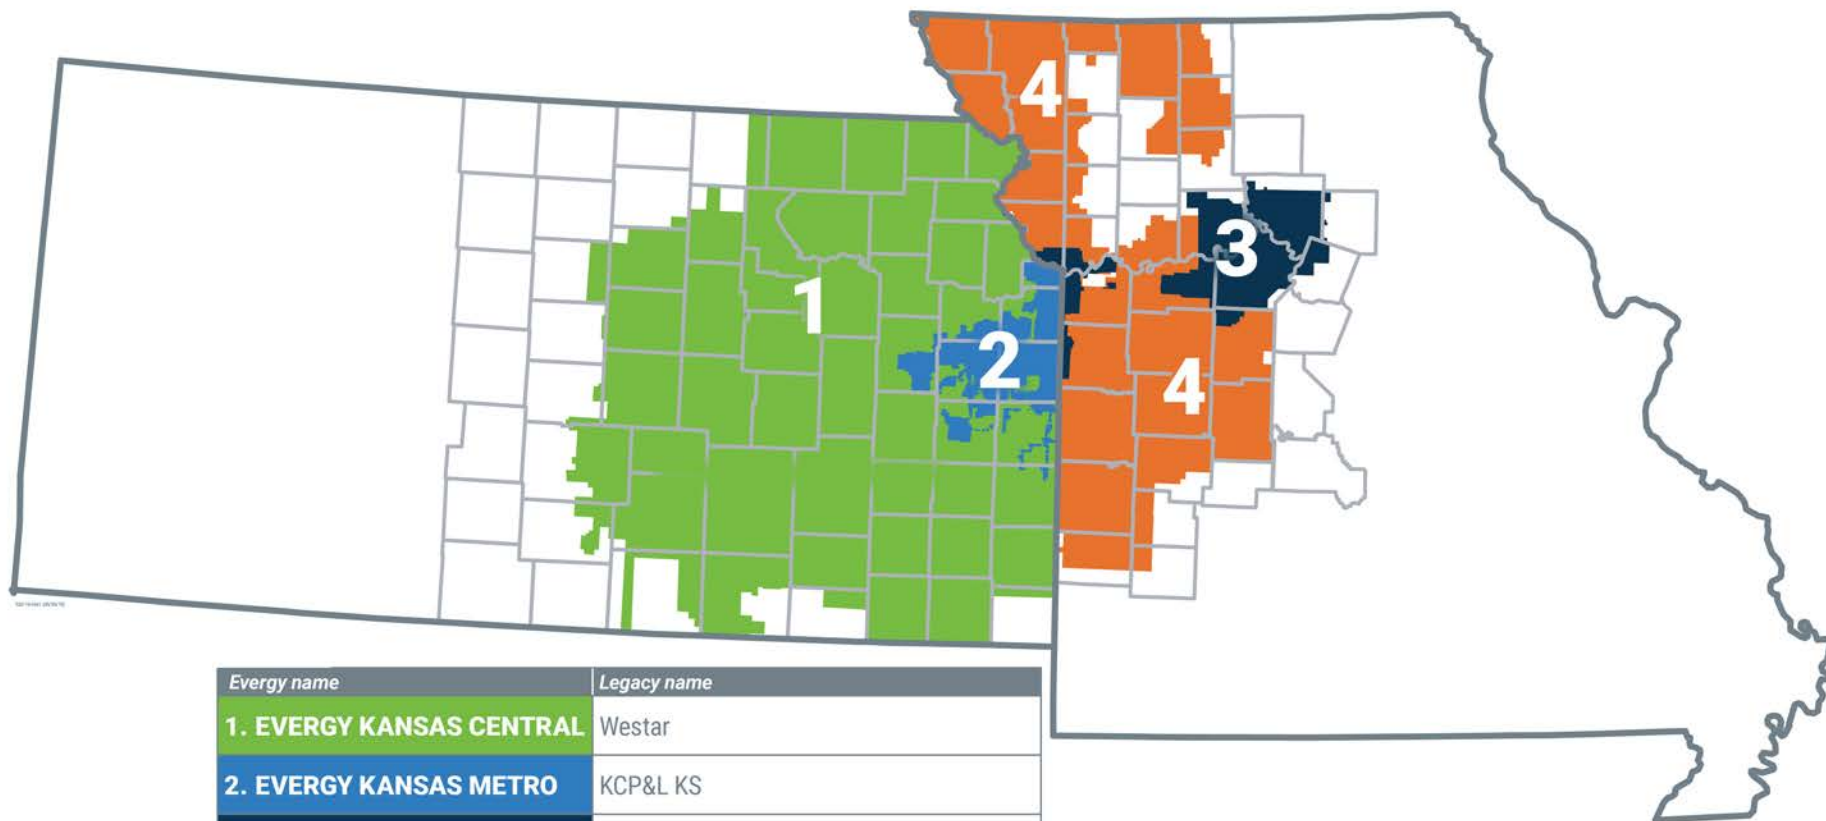 4
1
3
2
4
Evergy name Legacy name
1. EVERGY KANSAS CENTRAL Westar
2. EVERGY KANSAS METRO KCP&L KS